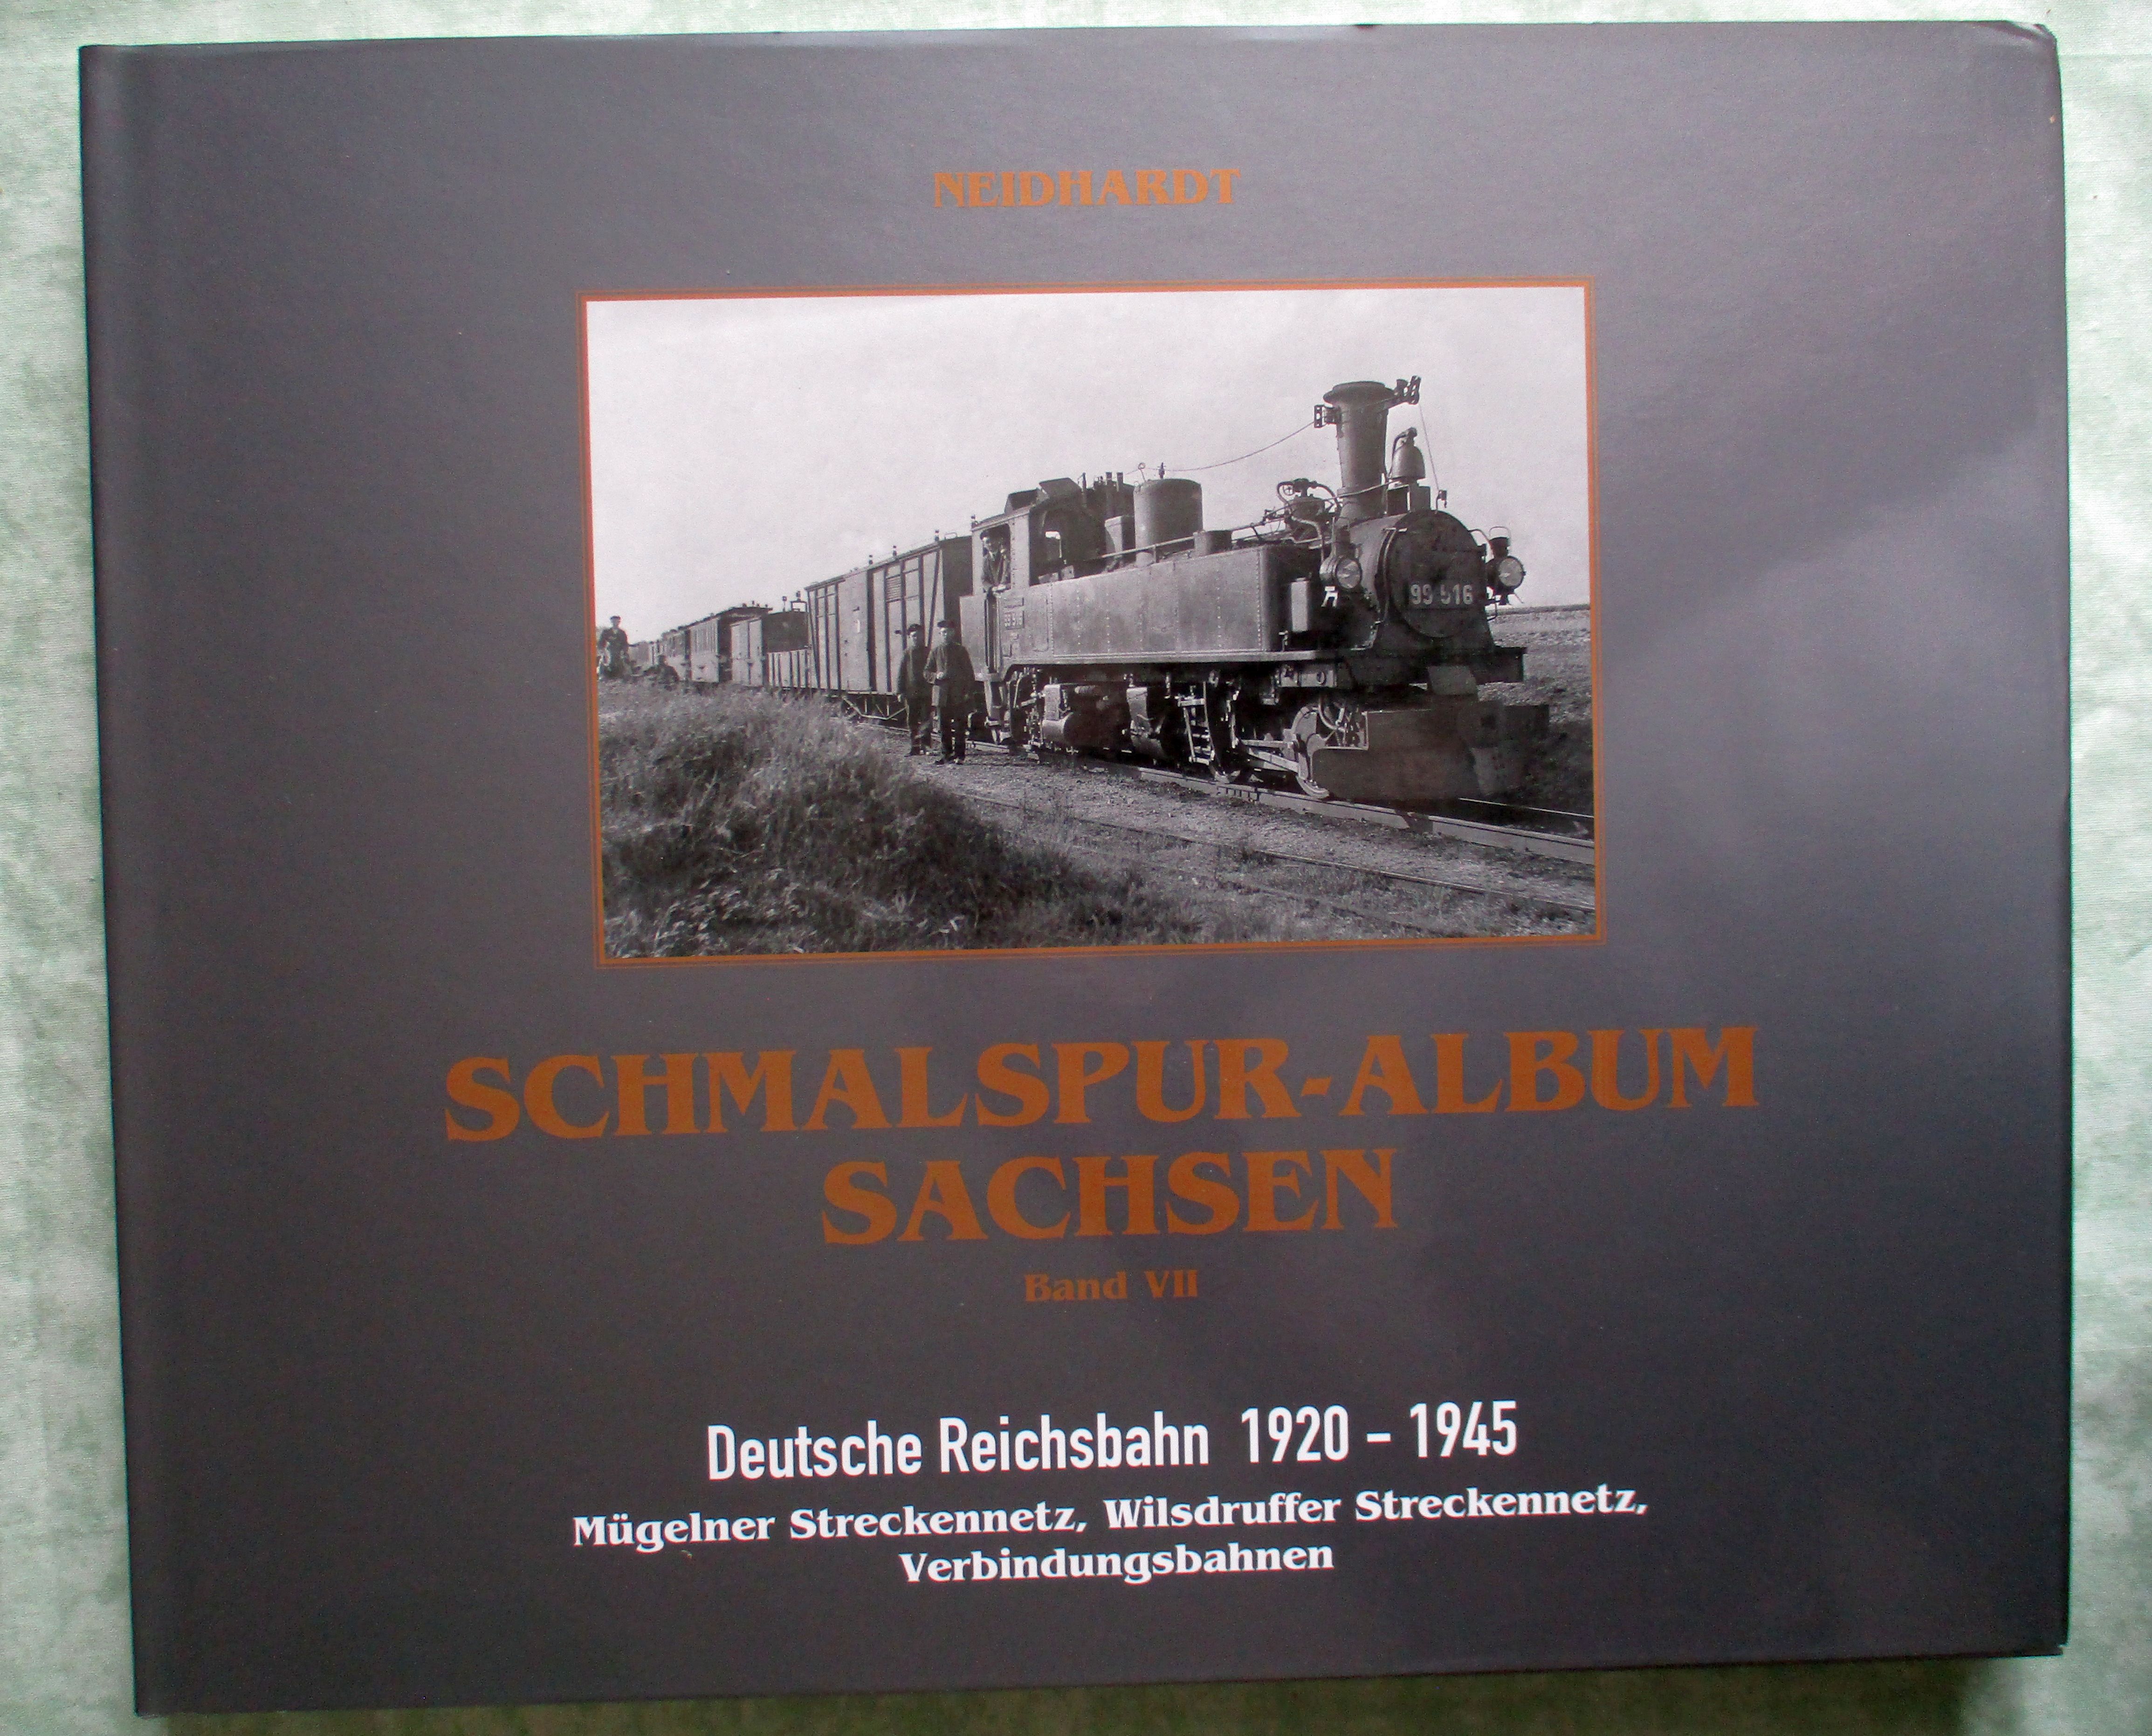 NEIDHARDT
99 516
SCHMALSPUR-ALBUM
SACHSEN
Band VII
Deutsche Reichsbahn 1920 - 1945
Mügelner Streckennetz, Wilsdruffer Streckennetz,
Verbindungsbahnen